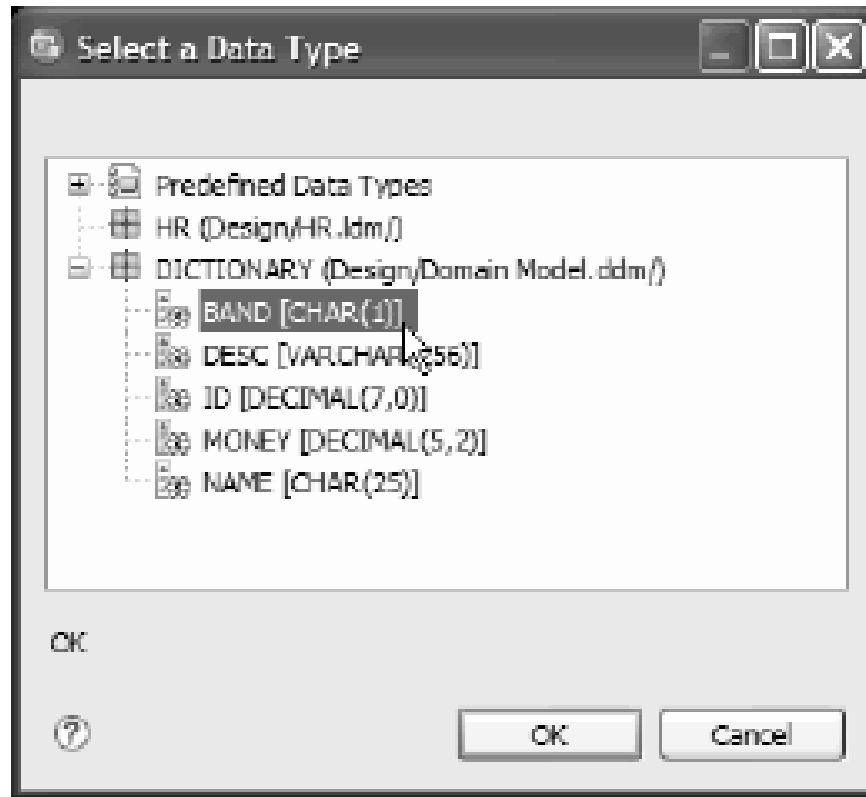 Select a Data Type
Predefined Data Types
HR (Design/HR.ldm/)
DICTIONARY (Design/Domain Model.ddm/)
BAND [CHAR(1)]
DESC [VARCHAR(256)]
ID [DECIMAL(7,0)]
MONEY [DECIMAL(5,2)]
NAME [CHAR(25)]
OK
OK Cancel